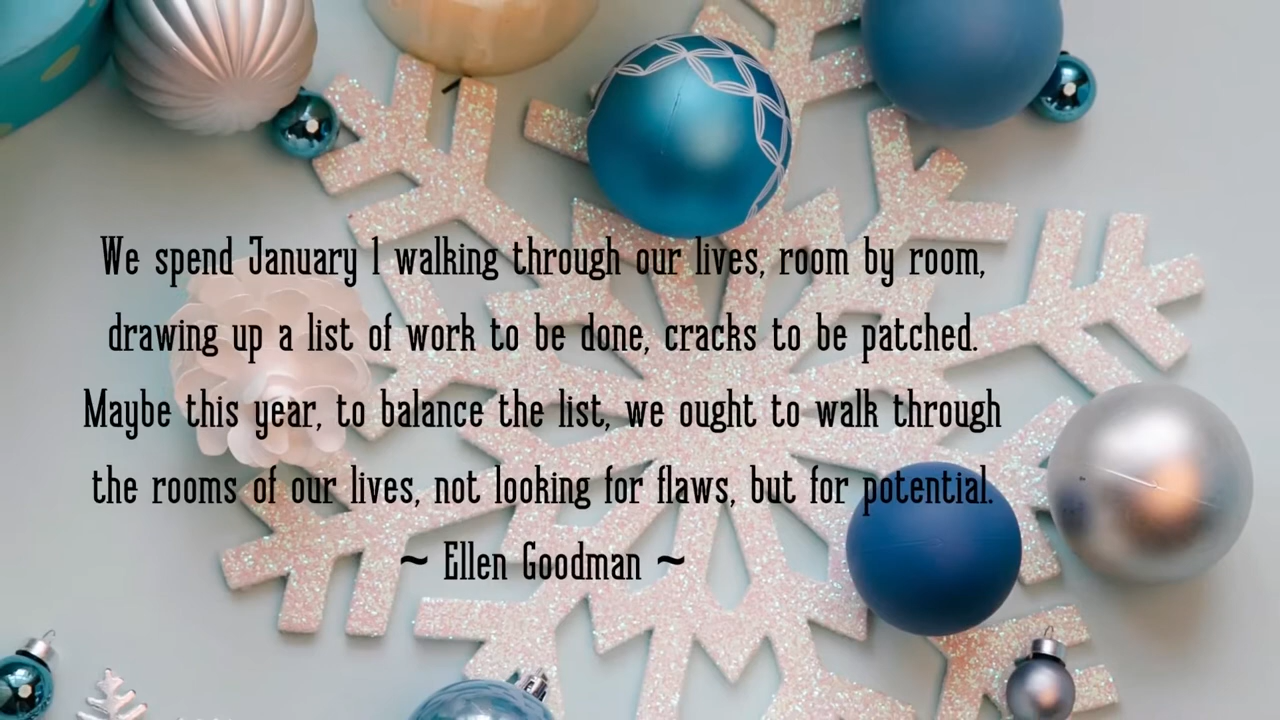 We spend January 1 walking through our lives, room by room,
drawing up a list of work to be done, cracks to be patched.
Maybe this year, to balance the list, we ought to walk through
the rooms of our lives, not looking for flaws, but for potential.
~ Ellen Goodman ~